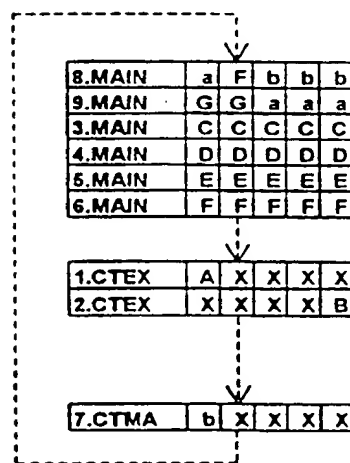 8.MAIN a F b b b
9.MAIN G G a a a
3.MAIN C C C C C
4.MAIN D D D D D
5.MAIN E E E E E
6.MAIN F F F F F
1.CTEX A X X X X
2.CTEX X X X X B
7.CTMA b X X X X